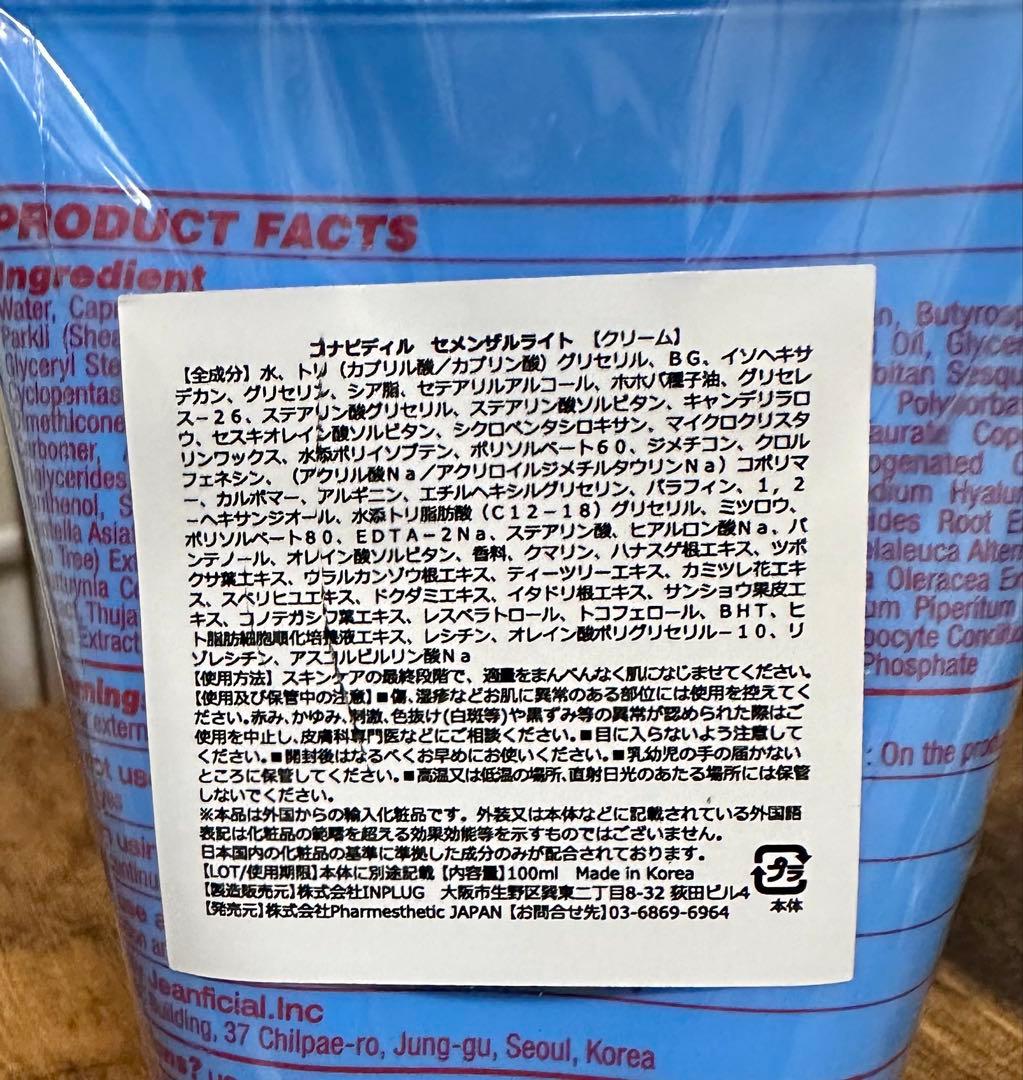 PRODUCT FACTS
Ingredient
Water,
n,
Parkii
Oil,
Glyceryl
Polysorba
コナピディル セメンザルライト 【クリーム】
【全成分】水、トリ（カプリル酸／カプリン酸）グリセリル、ＢＧ、イソヘキサ
デカン、グリセリン、シア脂、セテアリルアルコール、ホホバ種子油、グリセレ
ス－２６、ステアリン酸グリセリル、ステアリン酸ソルビタン、キャンデリラロ
ウ、セスキオレイン酸ソルビタン、シクロペンタシロキサン、マイクロクリスタ
リンワックス、水添ポリイソブテン、ポリソルベート６０、ジメチコン、クロル
フェネシン、（アクリル酸Ｎａ／アクリロイルジメチルタウリンＮａ）コポリマ
ー、カルボマー、アルギニン、エチルヘキシルグリセリン、パラフィン、１，２
－ヘキサンジオール、水添トリ脂肪酸（Ｃ１２－１８）グリセリル、ミツロウ、
ポリソルベート８０、ＥＤＴＡ－２Ｎａ、ステアリン酸、ヒアルロン酸Ｎａ、パ
ンテノール、オレイン酸ソルビタン、香料、クマリン、ハナスゲ根エキス、ツボ
クサ葉エキス、ウラルカンゾウ根エキス、ティーツリーエキス、カミツレ花エキ
ス、スベリヒユエキス、ドクダミエキス、イタドリ根エキス、サンショウ果皮エ
キス、コノテガシワ葉エキス、レスベラトロール、トコフェロール、ＢＨＴ、ヒ
ト脂肪細胞順化培養液エキス、レシチン、オレイン酸ポリグリセリル－１０、リ
ゾレシチン、アスコルビルリン酸Ｎａ
【使用方法】スキンケアの最終段階で、適量をまんべんなく肌になじませてください。
【使用及び保管中の注意】■傷、湿疹などお肌に異常のある部位には使用を控えてく
ださい。赤み、かゆみ、刺激、色抜け(白斑等)や黒ずみ等の異常が認められた際はご
使用を中止し、皮膚科専門医などにご相談ください。■目に入らないよう注意して
ください。■開封後はなるべくお早めにお使いください。■乳幼児の手の届かない
ところに保管してください。■高温又は低温の場所、直射日光のあたる場所には保管
しないでください。
※本品は外国からの輸入化粧品です。外装又は本体などに記載されている外国語
表記は化粧品の範疇を超える効果効能等を示すものではございません。
日本国内の化粧品の基準に準拠した成分のみが配合されております。
【LOT/使用期限】本体に別途記載 【内容量】100ml Made in Korea
【製造販売元】株式会社INPLUG 大阪市生野区巽東二丁目8-32 荻田ビル4
【発売元】株式会社Pharmesthetic JAPAN 【お問合せ先】03-6869-6964
プラ
本体
Root
Oleracea
Piperitum
Phosphate
: On the
Jeanficial.Inc
Building, 37 Chilpae-ro, Jung-gu, Seoul, Korea